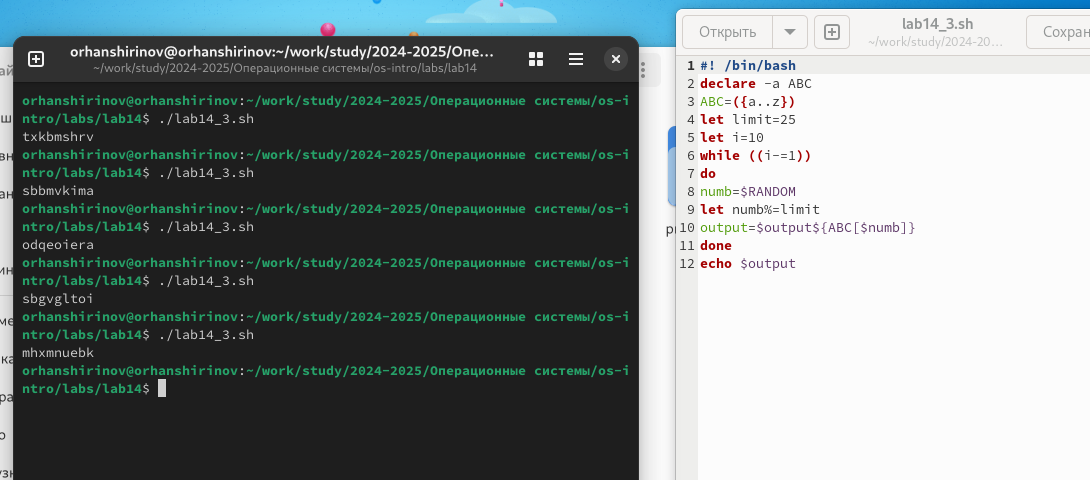 orhanshirinov@orhanshirinov:~/work/study/2024-2025/Опе...
~/work/study/2024-2025/Операционные системы/os-intro/labs/lab14
orhanshirinov@orhanshirinov:~/work/study/2024-2025/Операционные системы/os-i
ntro/labs/lab14$ ./lab14_3.sh
txkbmshrv
orhanshirinov@orhanshirinov:~/work/study/2024-2025/Операционные системы/os-i
ntro/labs/lab14$ ./lab14_3.sh
sbbmvkima
orhanshirinov@orhanshirinov:~/work/study/2024-2025/Операционные системы/os-i
ntro/labs/lab14$ ./lab14_3.sh
odqeoiera
orhanshirinov@orhanshirinov:~/work/study/2024-2025/Операционные системы/os-i
ntro/labs/lab14$ ./lab14_3.sh
sbgvgltoi
orhanshirinov@orhanshirinov:~/work/study/2024-2025/Операционные системы/os-i
ntro/labs/lab14$ ./lab14_3.sh
mhxmnuebk
orhanshirinov@orhanshirinov:~/work/study/2024-2025/Операционные системы/os-i
ntro/labs/lab14$
Открыть
lab14_3.sh
~/work/study/2024-20...
Сохран
1 #! /bin/bash
2 declare -a ABC
3 ABC=({a..z})
4 let limit=25
5 let i=10
6 while ((i-=1))
7 do
8 numb=$RANDOM
9 let numb%=limit
10 output=$output${ABC[$numb]}
11 done
12 echo $output